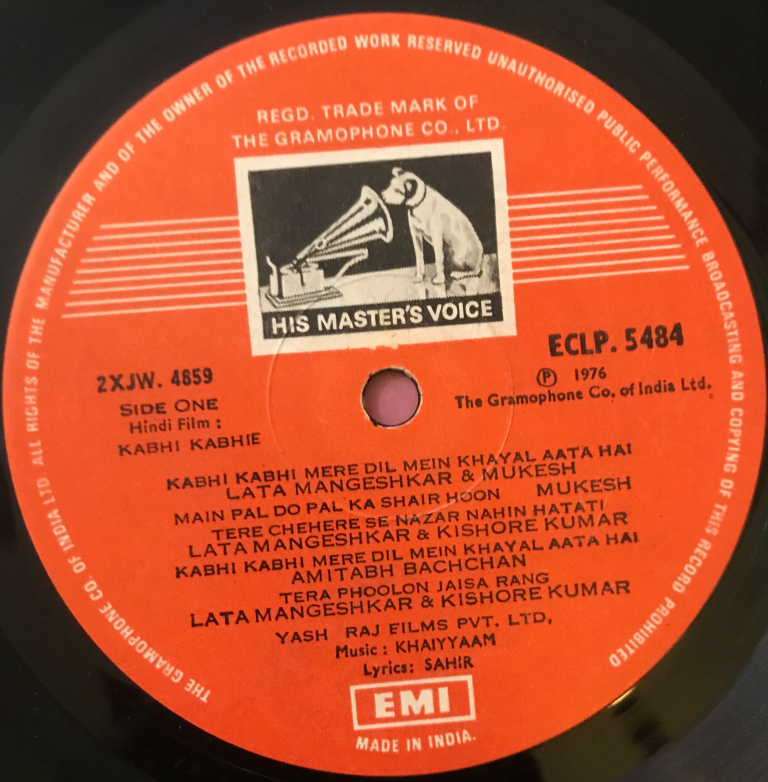 THE GRAMOPHONE CO. OF INDIA LTD. ALL RIGHTS OF THE MANUFACTURER AND OF THE OWNER OF THE RECORDED WORK RESERVED UNAUTHORISED PUBLIC PERFORMANCE BROADCASTING AND COPYING OF THIS RECORD PROHIBITED
REGD. TRADE MARK OF
THE GRAMOPHONE CO., LTD.
HIS MASTER'S VOICE
ECLP. 5484
℗ 1976
The Gramophone Co. of India Ltd.
2XJW. 4859
SIDE ONE
Hindi Film :
KABHI KABHIE
KABHI KABHI MERE DIL MEIN KHAYAL AATA HAI
LATA MANGESHKAR & MUKESH
MAIN PAL DO PAL KA SHAIR HOON MUKESH
TERE CHEHERE SE NAZAR NAHIN HATATI
LATA MANGESHKAR & KISHORE KUMAR
KABHI KABHI MERE DIL MEIN KHAYAL AATA HAI
AMITABH BACHCHAN
TERA PHOOLON JAISA RANG
LATA MANGESHKAR & KISHORE KUMAR
YASH RAJ FILMS PVT. LTD,
Music : KHAIYYAAM
Lyrics: SAHIR
EMI
MADE IN INDIA.